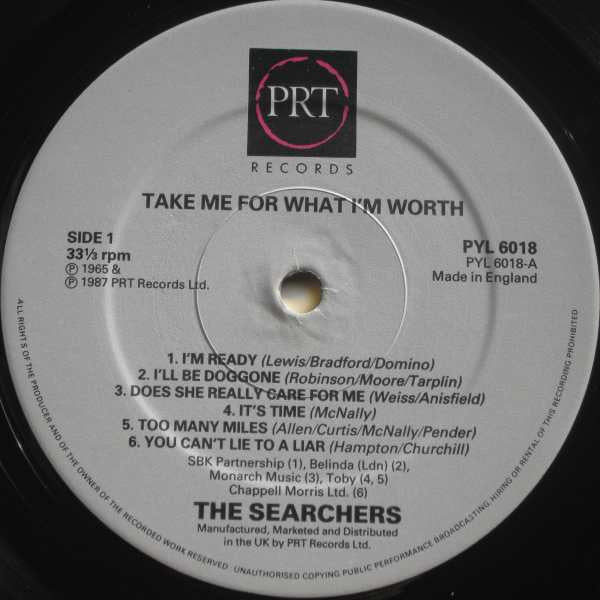 PRT
RECORDS
TAKE ME FOR WHAT I'M WORTH
SIDE 1
33⅓ rpm
℗ 1965 &
℗ 1987 PRT Records Ltd.
PYL 6018
PYL 6018-A
Made in England
1. I'M READY (Lewis/Bradford/Domino)
2. I'LL BE DOGGONE (Robinson/Moore/Tarplin)
3. DOES SHE REALLY CARE FOR ME (Weiss/Anisfield)
4. IT'S TIME (McNally)
5. TOO MANY MILES (Allen/Curtis/McNally/Pender)
6. YOU CAN'T LIE TO A LIAR (Hampton/Churchill)
SBK Partnership (1), Belinda (Ldn) (2),
Monarch Music (3), Toby (4, 5)
Chappell Morris Ltd. (6)
THE SEARCHERS
Manufactured, Marketed and Distributed
in the UK by PRT Records Ltd.
ALL RIGHTS OF THE PRODUCER AND OF THE OWNER OF THE RECORDED WORK RESERVED. UNAUTHORISED COPYING PUBLIC PERFORMANCE BROADCASTING HIRING OR RENTAL OF THIS RECORDING PROHIBITED